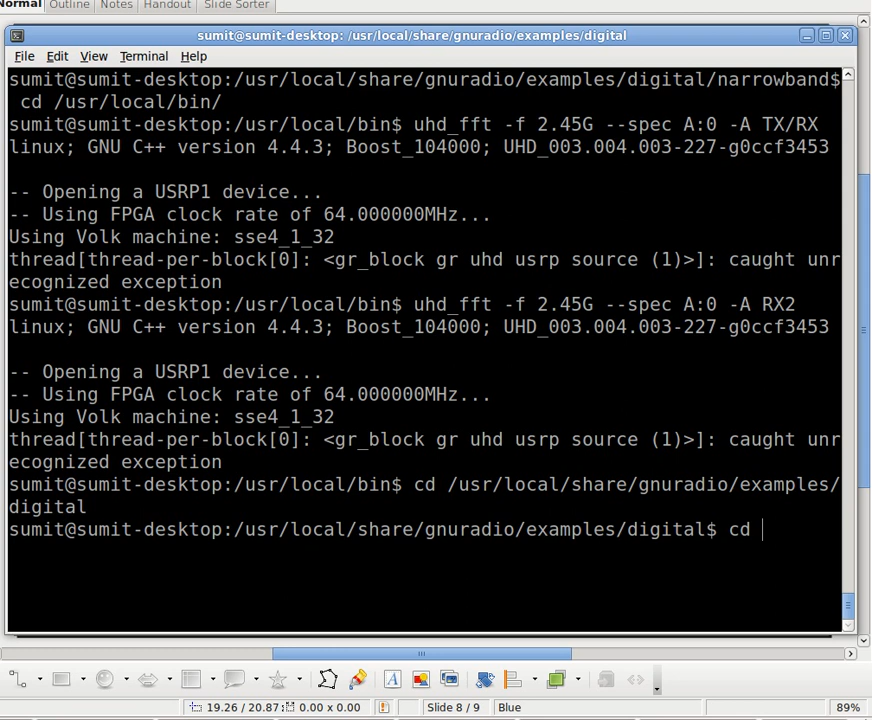 Normal Outline Notes Handout Slide Sorter
sumit@sumit-desktop: /usr/local/share/gnuradio/examples/digital
File Edit View Terminal Help
sumit@sumit-desktop:/usr/local/share/gnuradio/examples/digital/narrowband$
cd /usr/local/bin/
sumit@sumit-desktop:/usr/local/bin$ uhd_fft -f 2.45G --spec A:0 -A TX/RX
linux; GNU C++ version 4.4.3; Boost_104000; UHD_003.004.003-227-g0ccf3453
-- Opening a USRP1 device...
-- Using FPGA clock rate of 64.000000MHz...
Using Volk machine: sse4_1_32
thread[thread-per-block[0]: <gr_block gr uhd usrp source (1)>]: caught unr
ecognized exception
sumit@sumit-desktop:/usr/local/bin$ uhd_fft -f 2.45G --spec A:0 -A RX2
linux; GNU C++ version 4.4.3; Boost_104000; UHD_003.004.003-227-g0ccf3453
-- Opening a USRP1 device...
-- Using FPGA clock rate of 64.000000MHz...
Using Volk machine: sse4_1_32
thread[thread-per-block[0]: <gr_block gr uhd usrp source (1)>]: caught unr
ecognized exception
sumit@sumit-desktop:/usr/local/bin$ cd /usr/local/share/gnuradio/examples/
digital
sumit@sumit-desktop:/usr/local/share/gnuradio/examples/digital$ cd
19.26 / 20.87 0.00 x 0.00 Slide 8 / 9 Blue 89%